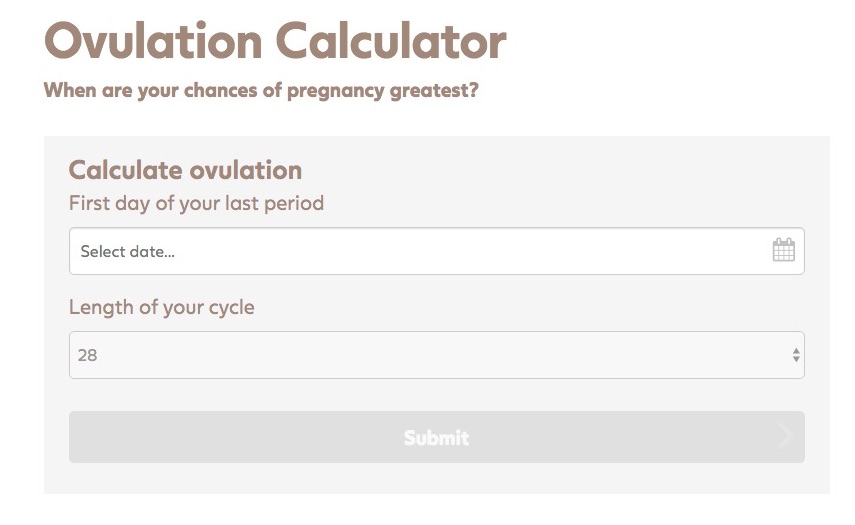 Ovulation Calculator
When are your chances of pregnancy greatest?
Calculate ovulation
First day of your last period
Select date...
Length of your cycle
28
Submit